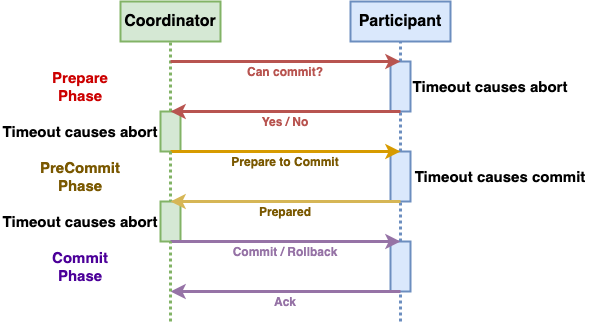 Coordinator
Participant
Can commit?
Prepare
Phase
Timeout causes abort
Yes / No
Timeout causes abort
Prepare to Commit
PreCommit
Phase
Timeout causes commit
Prepared
Timeout causes abort
Commit / Rollback
Commit
Phase
Ack